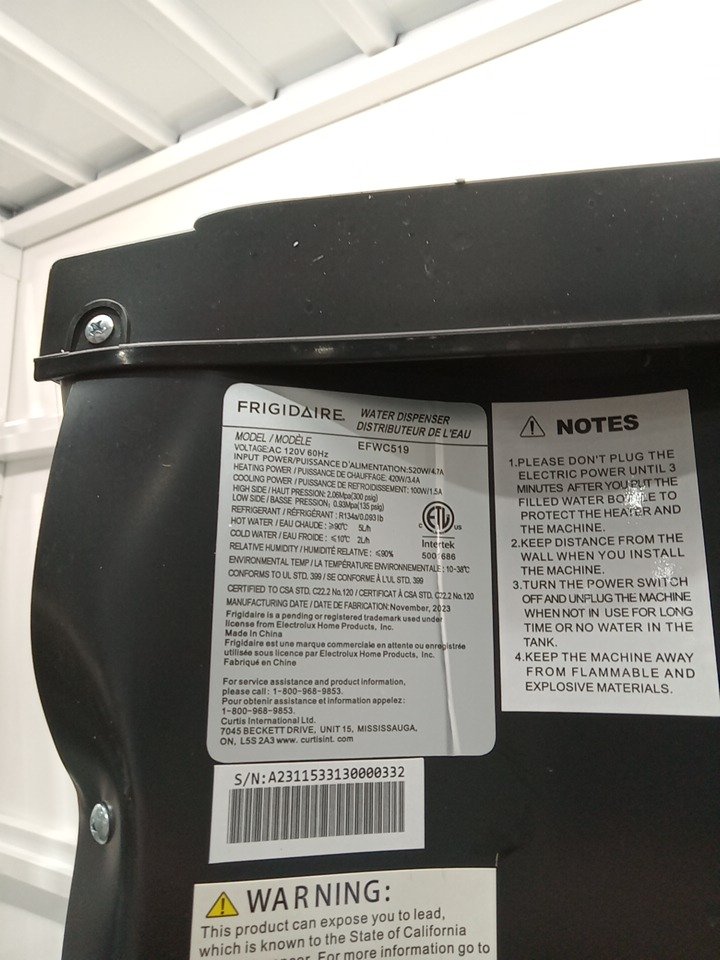 FRIGIDAIRE. WATER DISPENSER
DISTRIBUTEUR DE L'EAU
MODEL / MODÈLE EFWC519
VOLTAGE:AC 120V 60Hz
INPUT POWER/PUISSANCE D'ALIMENTATION: 520W/4.7A
HEATING POWER / PUISSANCE DE CHAUFFAGE: 420W/3.4A
COOLING POWER / PUISSANCE DE REFROIDISSEMENT: 100W/1.5A
HIGH SIDE / HAUT PRESSION: 2.06Mpa(300 psig)
LOW SIDE / BASSE PRESSION: 0.93Mpa(135 psig)
REFRIGERANT / RÉFRIGÉRANT : R134a/0.093 lb
HOT WATER / EAU CHAUDE : ≥90℃ 5L/h
COLD WATER / EAU FROIDE : ≤10℃ 2L/h
RELATIVE HUMIDITY / HUMIDITÉ RELATIVE : ≤90%
ENVIRONMENTAL TEMP / LA TEMPÉRATURE ENVIRONNEMENTALE : 10-38℃
CONFORMS TO UL STD. 399 / SE CONFORME À L'UL STD. 399
CERTIFIED TO CSA STD. C22.2 No.120 / CERTIFICAT À CSA STD. C22.2 No.120
MANUFACTURING DATE / DATE DE FABRICATION: November, 2023
Frigidaire is a pending or registered trademark used under
license from Electrolux Home Products, Inc.
Made In China
Frigidaire est une marque commerciale en attente ou enregistrée
utilisée sous licence par Electrolux Home Products, Inc.
Fabriqué en Chine
For service assistance and product information,
please call : 1-800-968-9853.
Pour obtenir assistance et information appelez :
1-800-968-9853.
Curtis International Ltd.
7045 BECKETT DRIVE, UNIT 15, MISSISSAUGA,
ON, L5S 2A3 www. curtisint. com
c ETL US
Intertek
5001686
NOTES
1.PLEASE DON'T PLUG THE
ELECTRIC POWER UNTIL 3
MINUTES AFTER YOU PUT THE
FILLED WATER BOTTLE TO
PROTECT THE HEATER AND
THE MACHINE.
2.KEEP DISTANCE FROM THE
WALL WHEN YOU INSTALL
THE MACHINE.
3.TURN THE POWER SWITCH
OFF AND UNPLUG THE MACHINE
WHEN NOT IN USE FOR LONG
TIME OR NO WATER IN THE
TANK.
4.KEEP THE MACHINE AWAY
FROM FLAMMABLE AND
EXPLOSIVE MATERIALS.
S/N:A2311533130000332
WARNING:
This product can expose you to lead,
which is known to the State of California
For more information go to